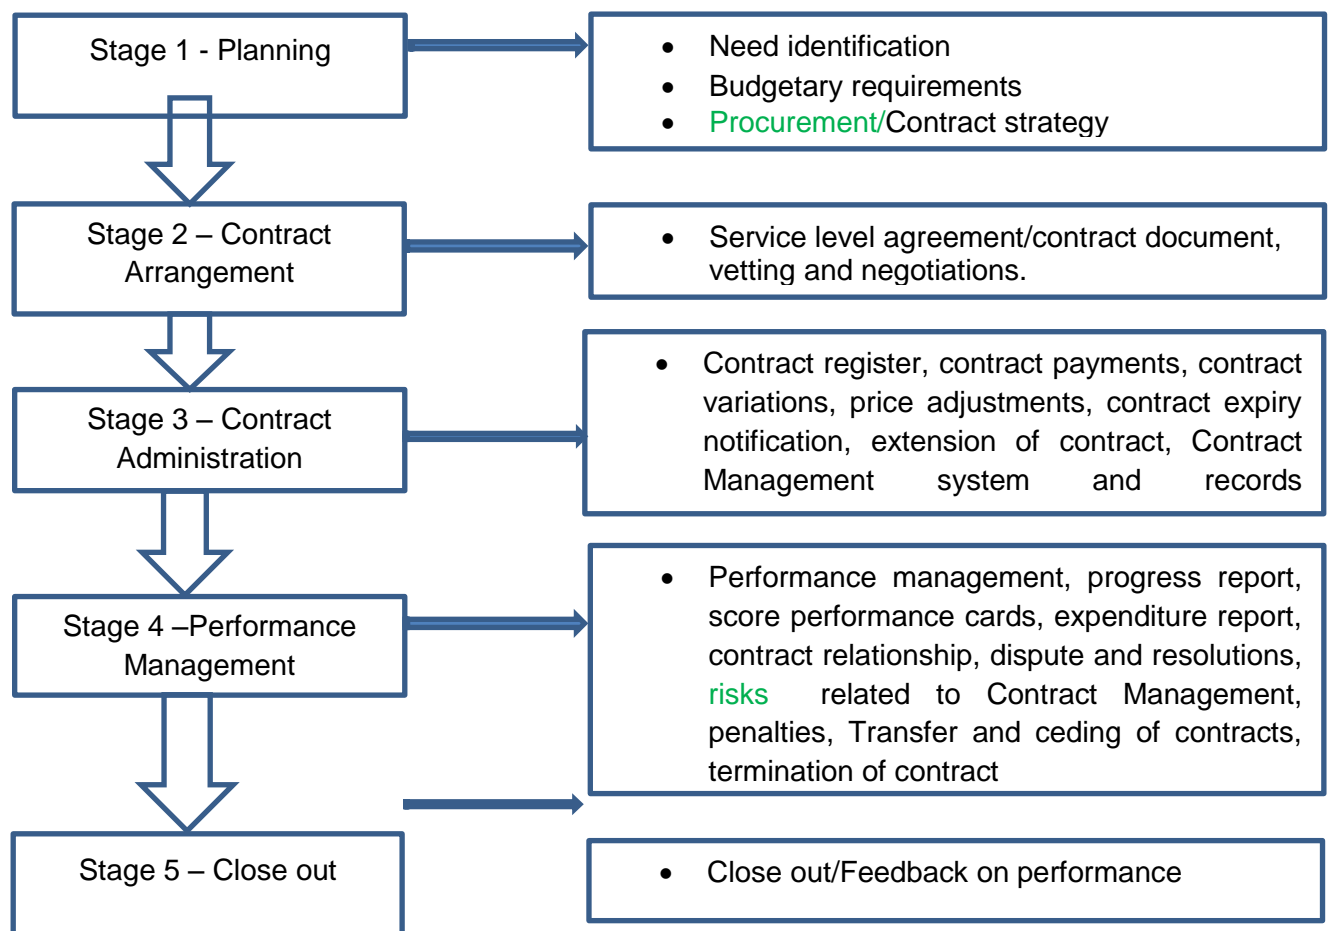 Stage 1 - Planning
• Need identification
• Budgetary requirements
• Procurement/Contract strategy
Stage 2 – Contract
Arrangement
• Service level agreement/contract document,
vetting and negotiations.
Stage 3 – Contract
Administration
• Contract register, contract payments, contract
variations, price adjustments, contract expiry
notification, extension of contract, Contract
Management system and records
Stage 4 –Performance
Management
• Performance management, progress report,
score performance cards, expenditure report,
contract relationship, dispute and resolutions,
risks related to Contract Management,
penalties, Transfer and ceding of contracts,
termination of contract
Stage 5 – Close out
• Close out/Feedback on performance